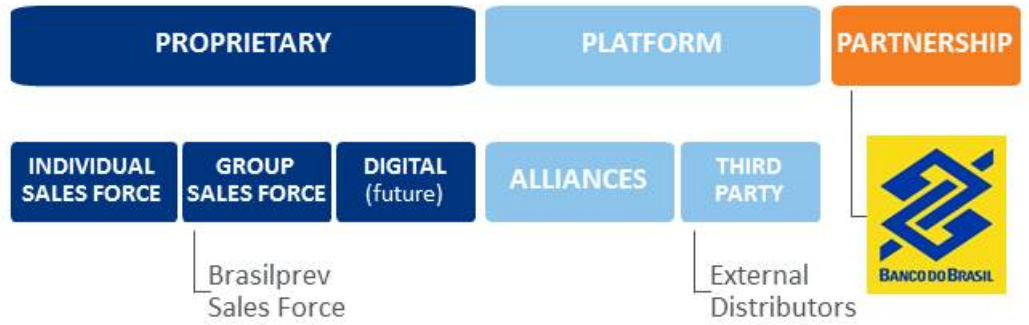 PROPRIETARY
PLATFORM
PARTNERSHIP
INDIVIDUAL
SALES FORCE
GROUP
SALES FORCE
DIGITAL
(future)
ALLIANCES
THIRD
PARTY
Brasilprev
Sales Force
External
Distributors
BANCO DO BRASIL